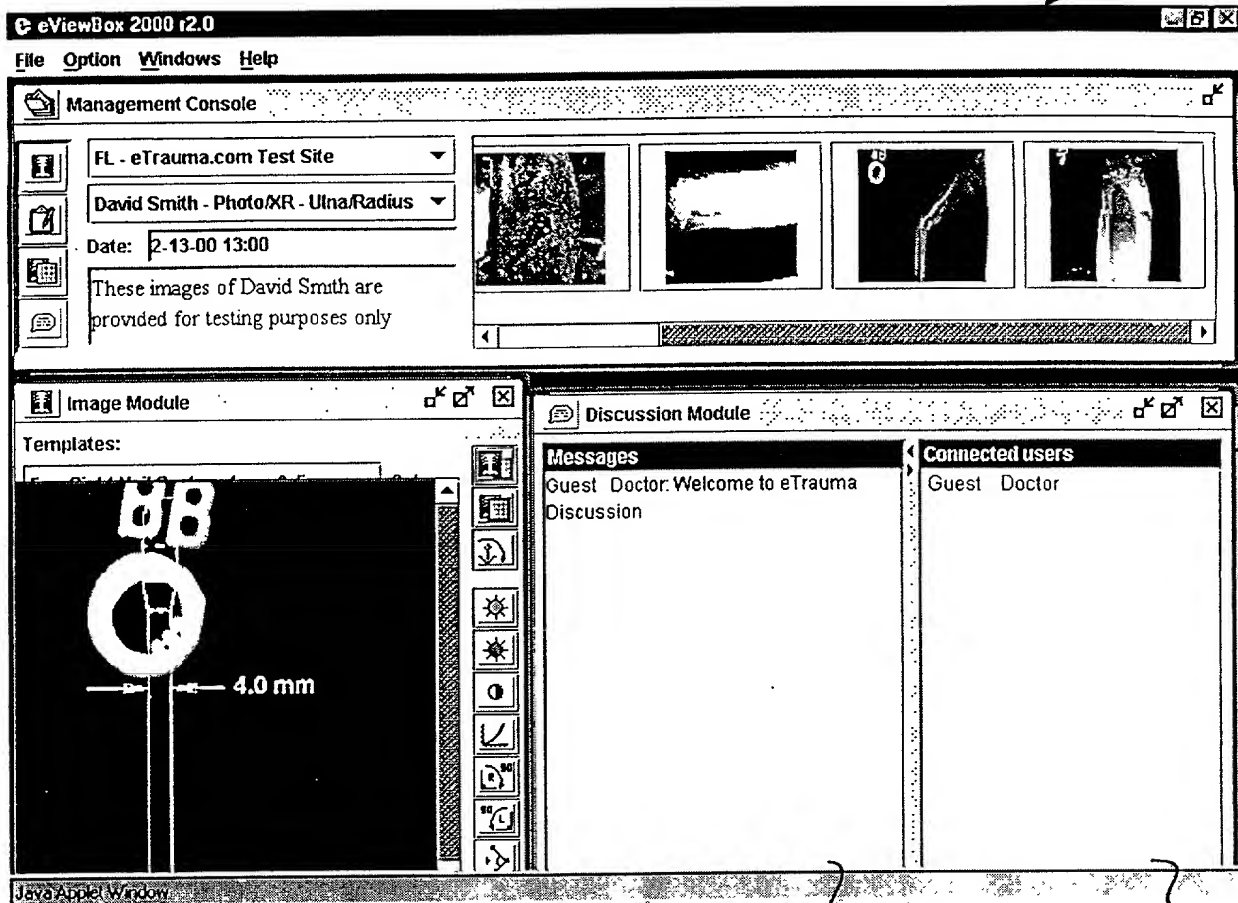 eViewBox 2000 r2.0
File Option Windows Help
Management Console
FL - eTrauma.com Test Site
David Smith - Photo/XR - Ulna/Radius
Date: 2-13-00 13:00
These images of David Smith are
provided for testing purposes only
Image Module
Templates:
4.0 mm
90
R
90
L
Discussion Module
Messages
Guest Doctor: Welcome to eTrauma
Discussion
Connected users
Guest Doctor
Java Applet Window